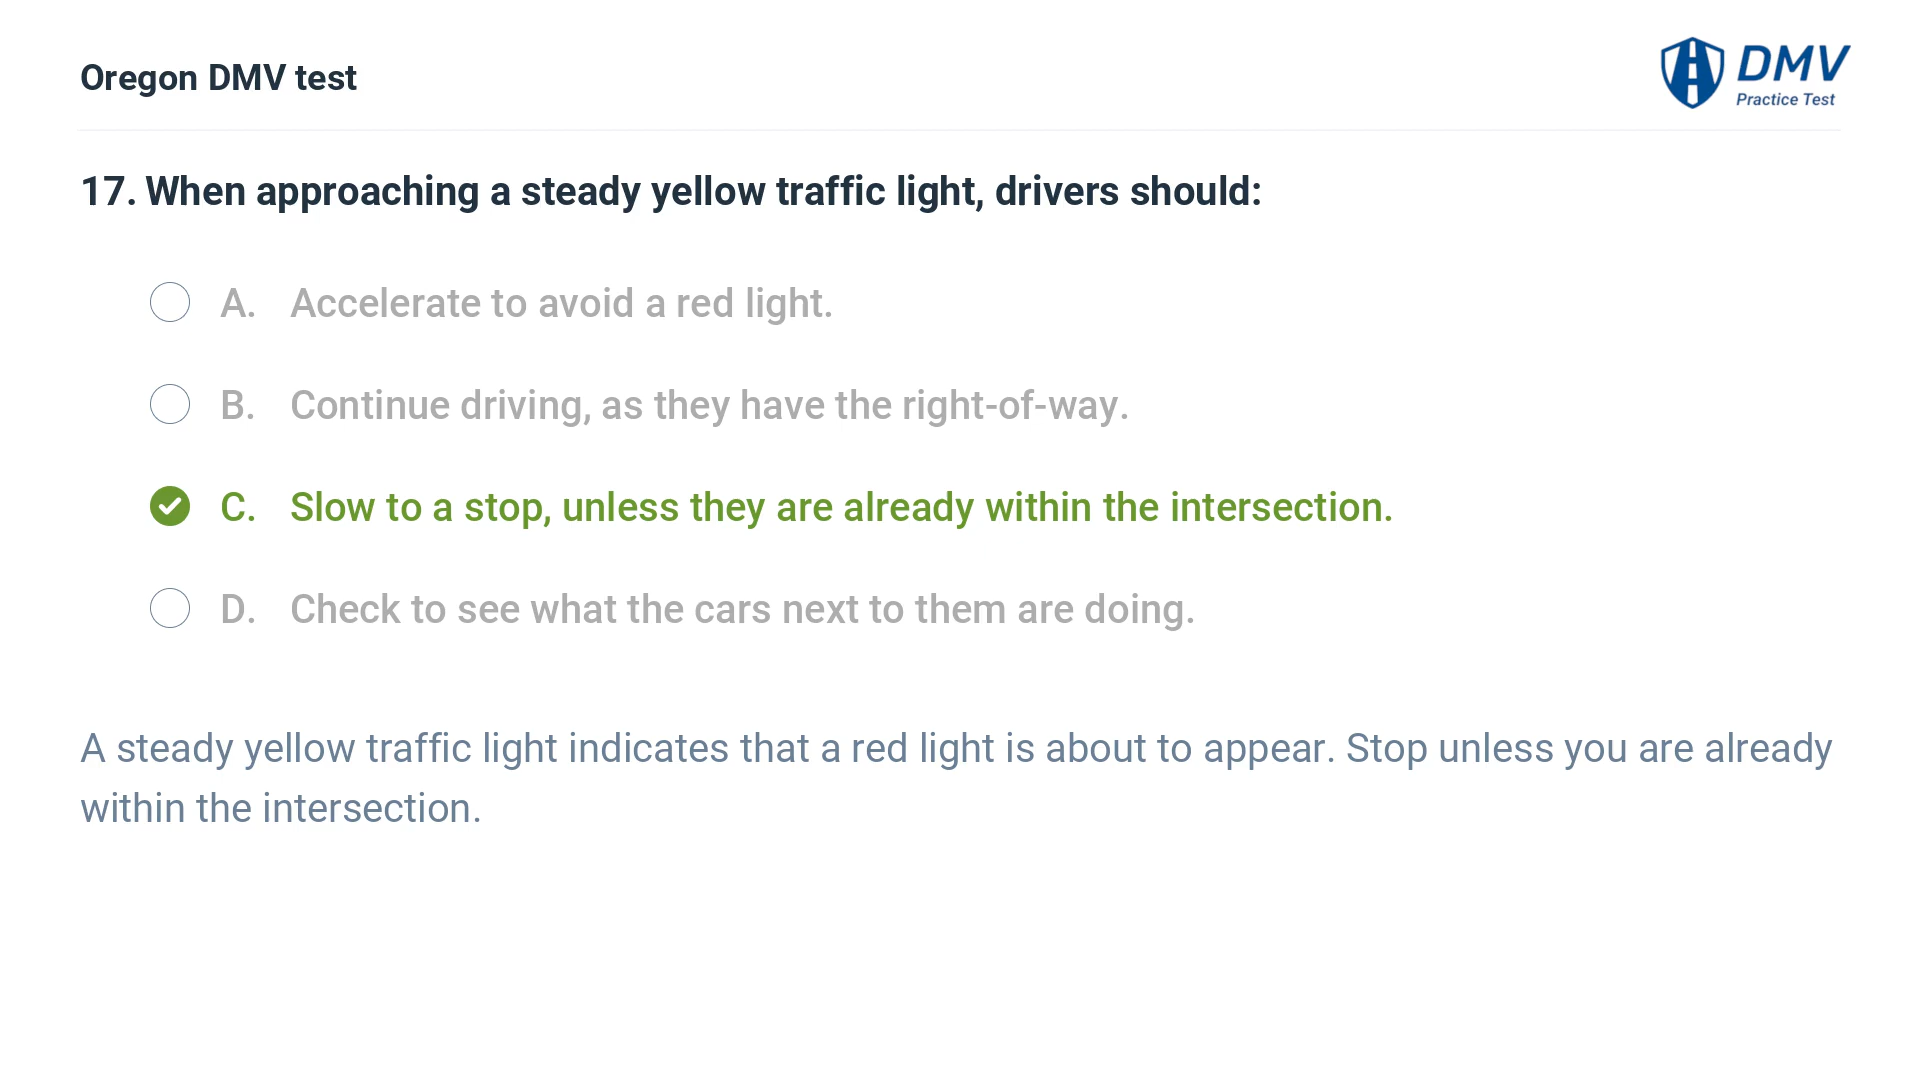 Oregon DMV test
DMV
Practice Test
17. When approaching a steady yellow traffic light, drivers should:
A. Accelerate to avoid a red light.
B. Continue driving, as they have the right-of-way.
C. Slow to a stop, unless they are already within the intersection.
D. Check to see what the cars next to them are doing.
A steady yellow traffic light indicates that a red light is about to appear. Stop unless you are already
within the intersection.